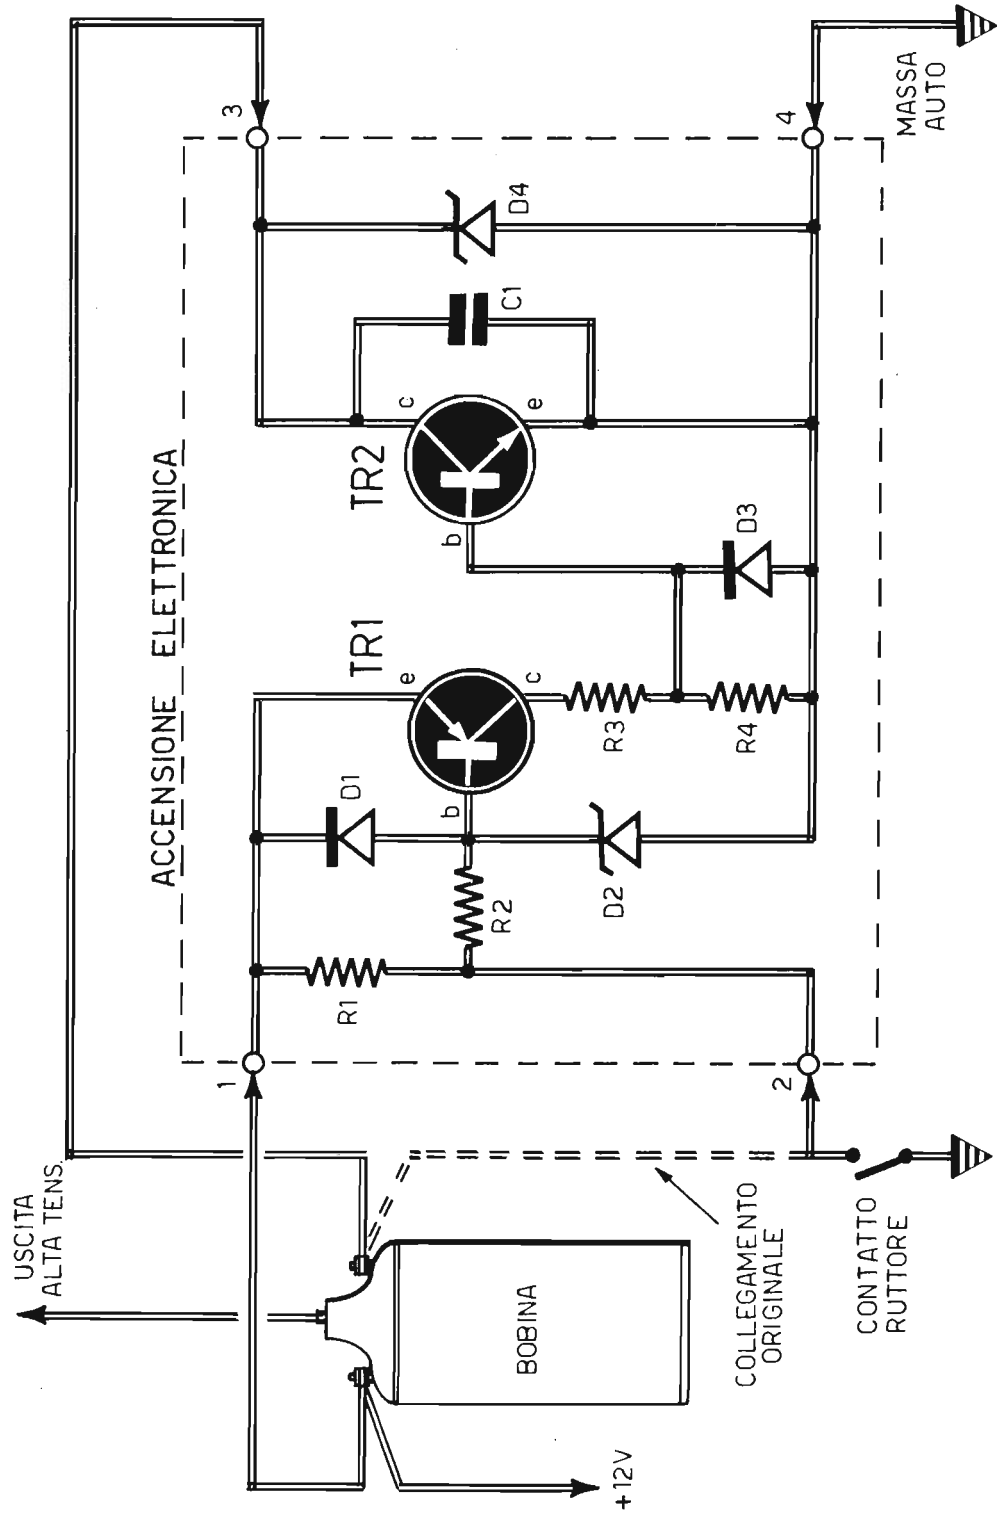 USCITA
ALTA TENS.
+12V
BOBINA
COLLEGAMENTO
ORIGINALE
CONTATTO
RUTTORE
ACCENSIONE ELETTRONICA
1
2
R1
R2
D1
D2
b
TR1
e
c
R3
R4
D3
TR2
b
c
e
C1
D4
3
4
MASSA
AUTO